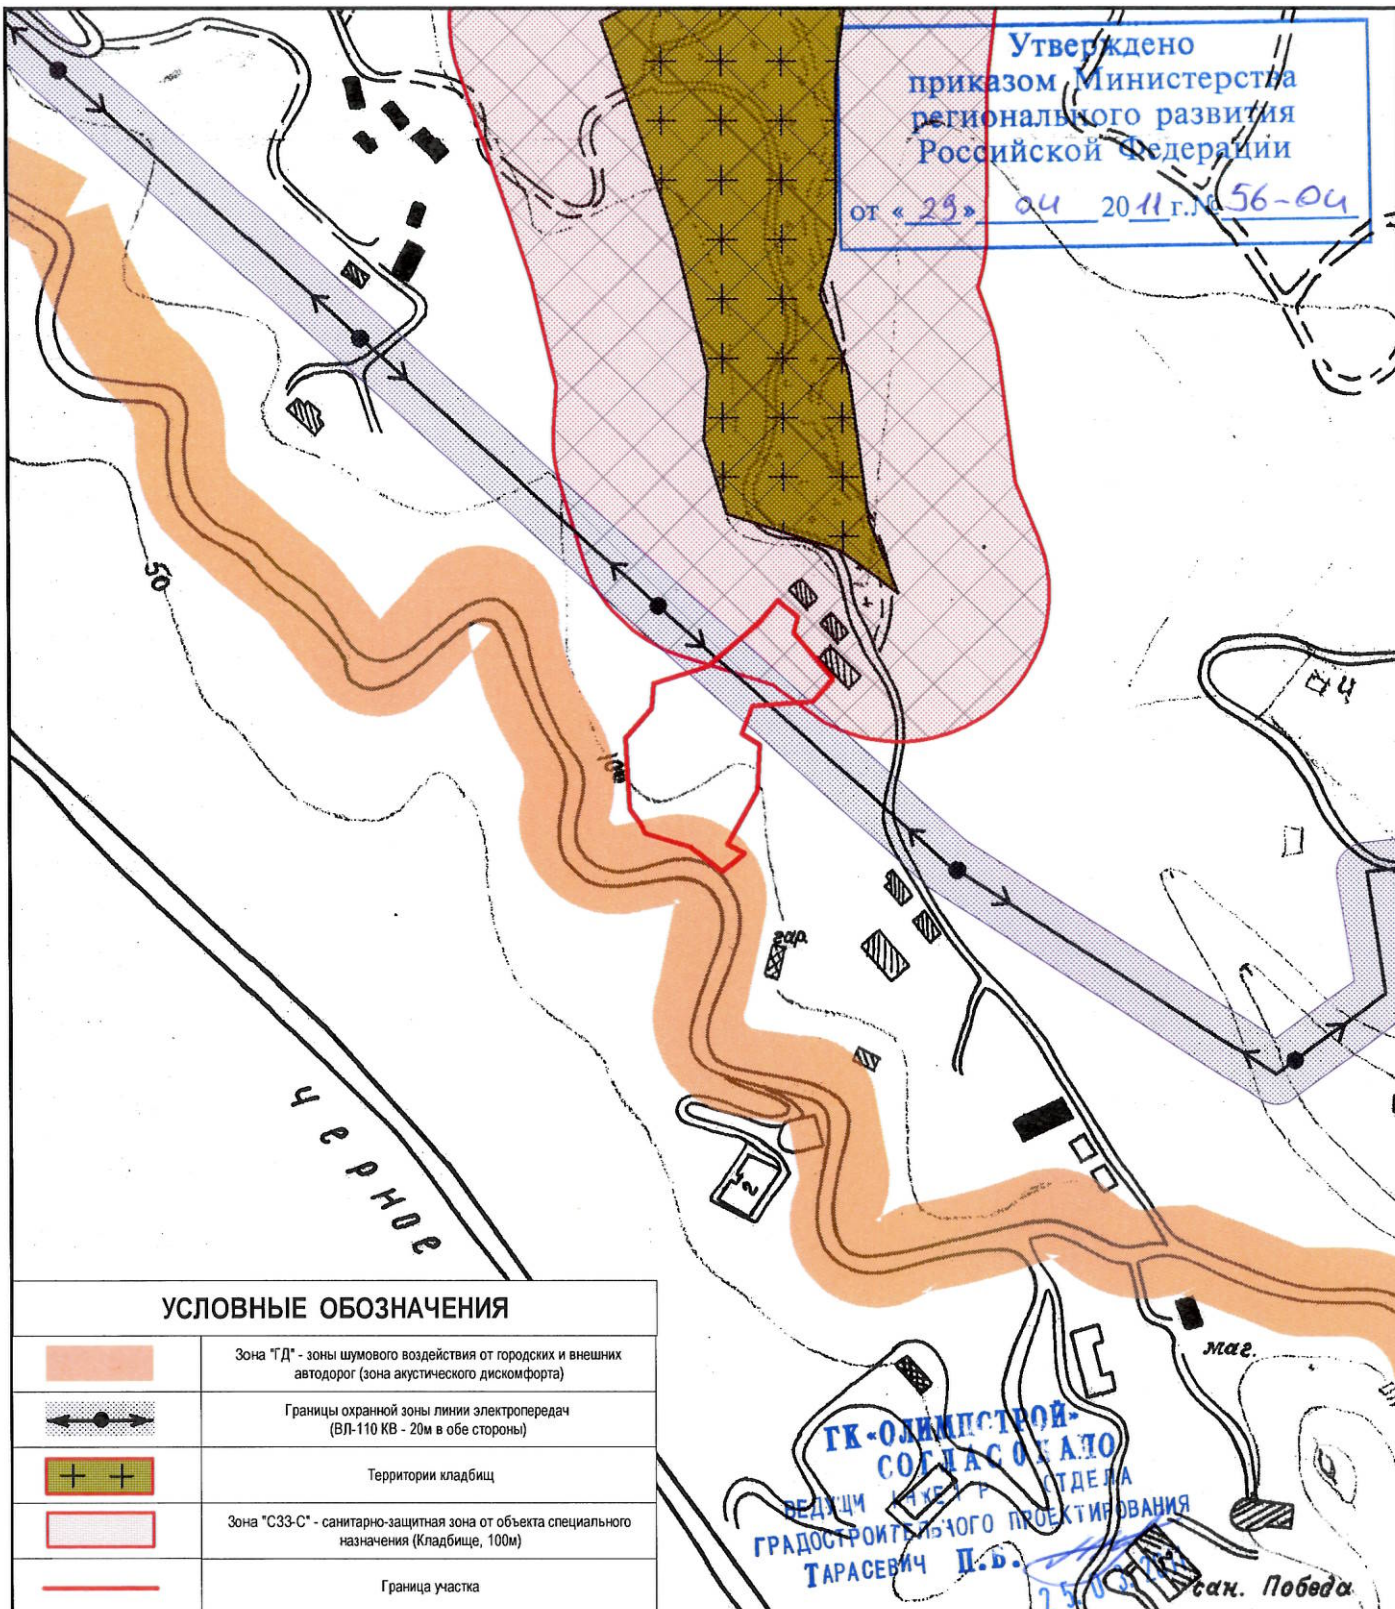 Утверждено
приказом Министерства
регионального развития
Российской Федерации
от «29» 04 2011 г. № 56-04
50
100
гар.
Черное
2
маг.
УСЛОВНЫЕ ОБОЗНАЧЕНИЯ
Зона "ГД" - зоны шумового воздействия от городских и внешних
автодорог (зона акустического дискомфорта)
Границы охранной зоны линии электропередач
(ВЛ-110 КВ - 20м в обе стороны)
Территории кладбищ
Зона "СЗЗ-С" - санитарно-защитная зона от объекта специального
назначения (Кладбище, 100м)
Граница участка
ГК «ОЛИМПСТРОЙ»
СОГЛАСОВАНО
ВЕДУЩИЙ ОТДЕЛА
ГРАДОСТРОИТЕЛЬНОГО ПРОЕКТИРОВАНИЯ
ТАРАСЕВИЧ П.Б.
сан. Победа